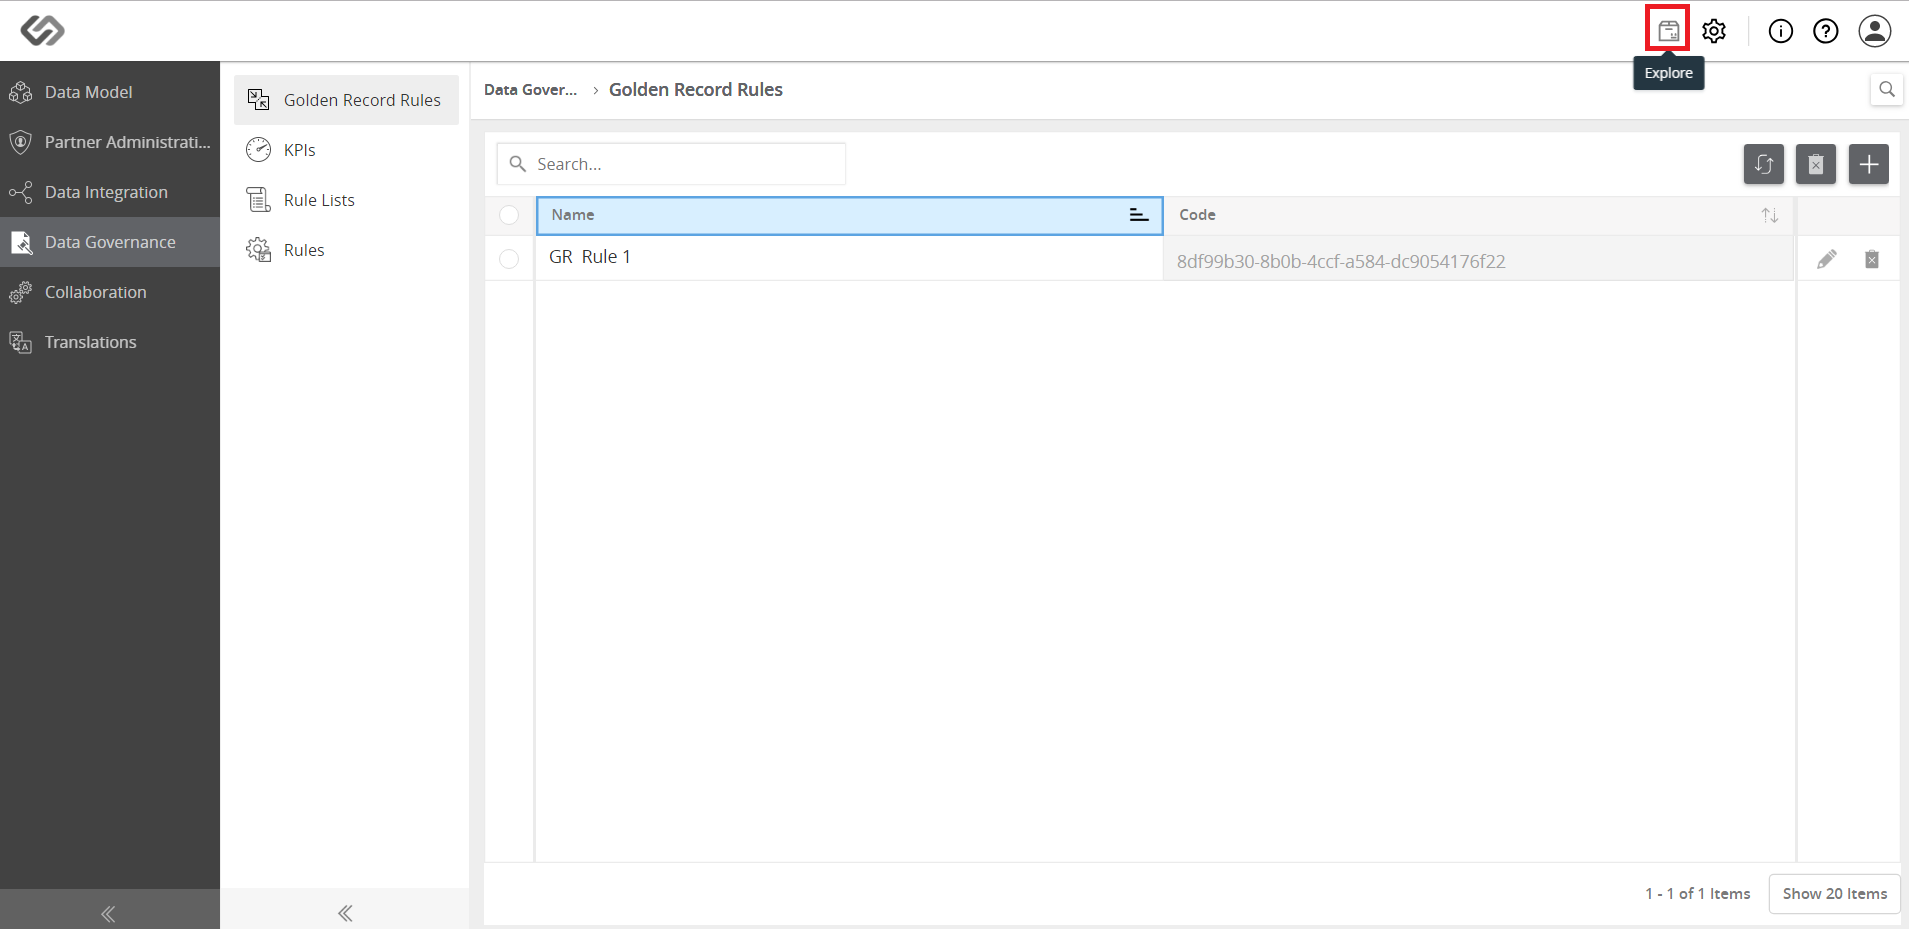 Explore
Data Model
Partner Administrati...
Data Integration
Data Governance
Collaboration
Translations
Golden Record Rules
KPIs
Rule Lists
Rules
Data Gover... › Golden Record Rules
Search...
Name Code
GR Rule 1 8df99b30-8b0b-4ccf-a584-dc9054176f22
1 - 1 of 1 Items Show 20 Items